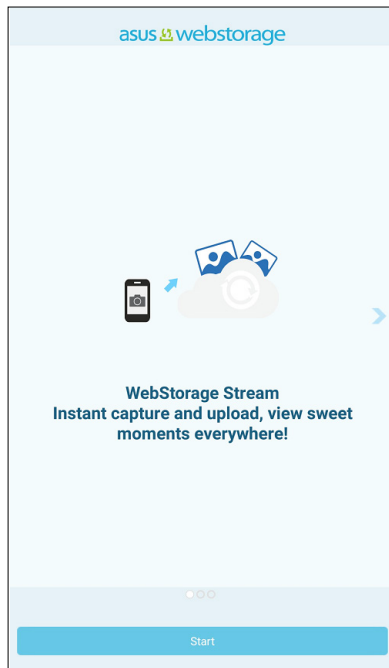 asus webstorage
WebStorage Stream
Instant capture and upload, view sweet
moments everywhere!
Start